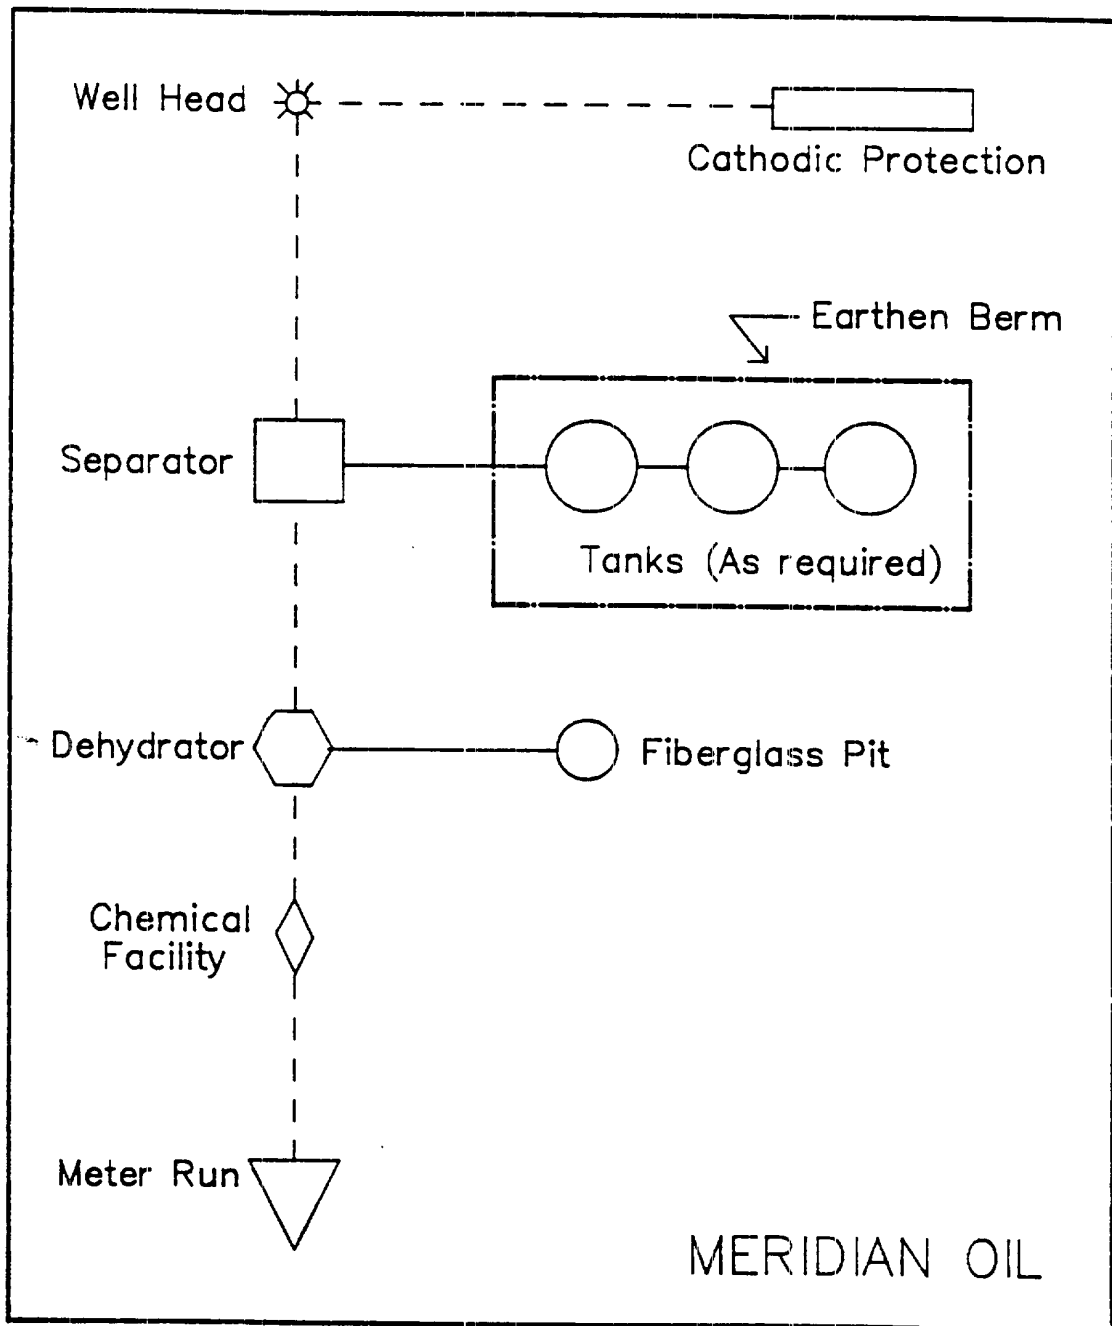 Well Head
Cathodic Protection
Earthen Berm
Separator
Tanks (As required)
Dehydrator
Fiberglass Pit
Chemical
Facility
Meter Run
MERIDIAN OIL